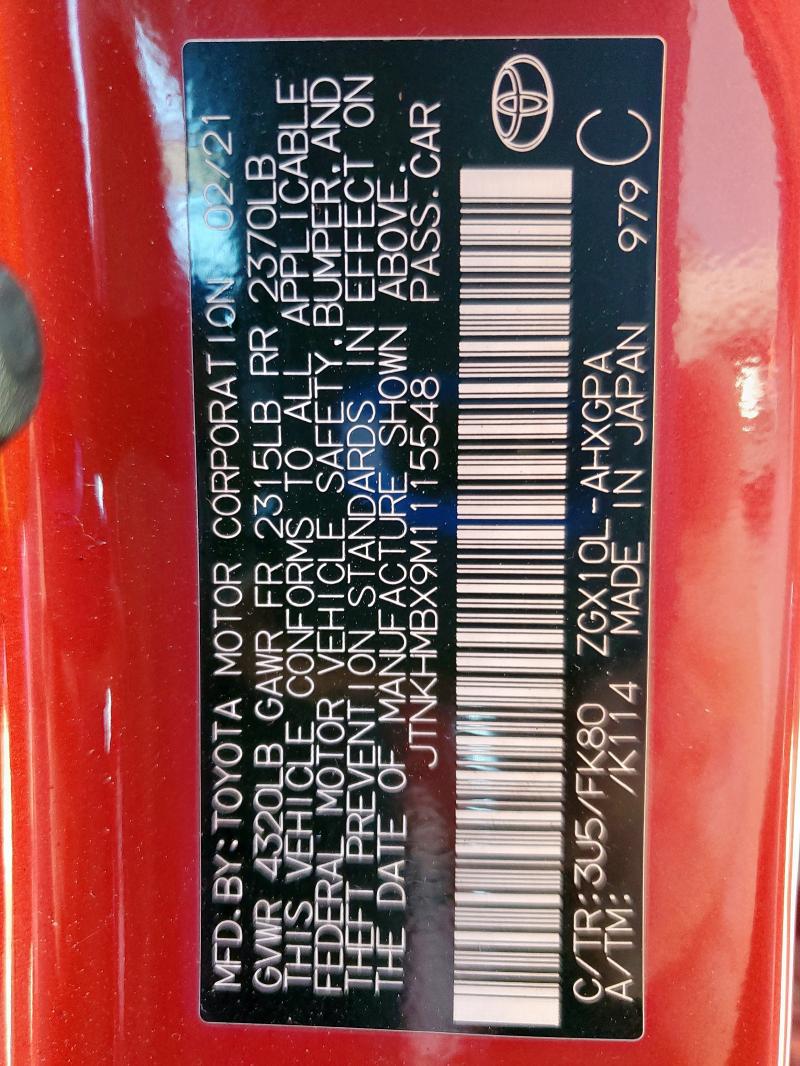 MFD.BY:TOYOTA MOTOR CORPORATION 02/21
GVWR 4320LB GAWR FR 2315LB RR 2370LB
THIS VEHICLE CONFORMS TO ALL APPLICABLE
FEDERAL MOTOR VEHICLE SAFETY,BUMPER,AND
THEFT PREVENTION STANDARDS IN EFFECT ON
THE DATE OF MANUFACTURE SHOWN ABOVE.
JTNKHMBX9M1115548 PASS.CAR
C/TR:3U5/FK80 ZGX10L-AHXGPA C
A/TM: /K114 MADE IN JAPAN 979